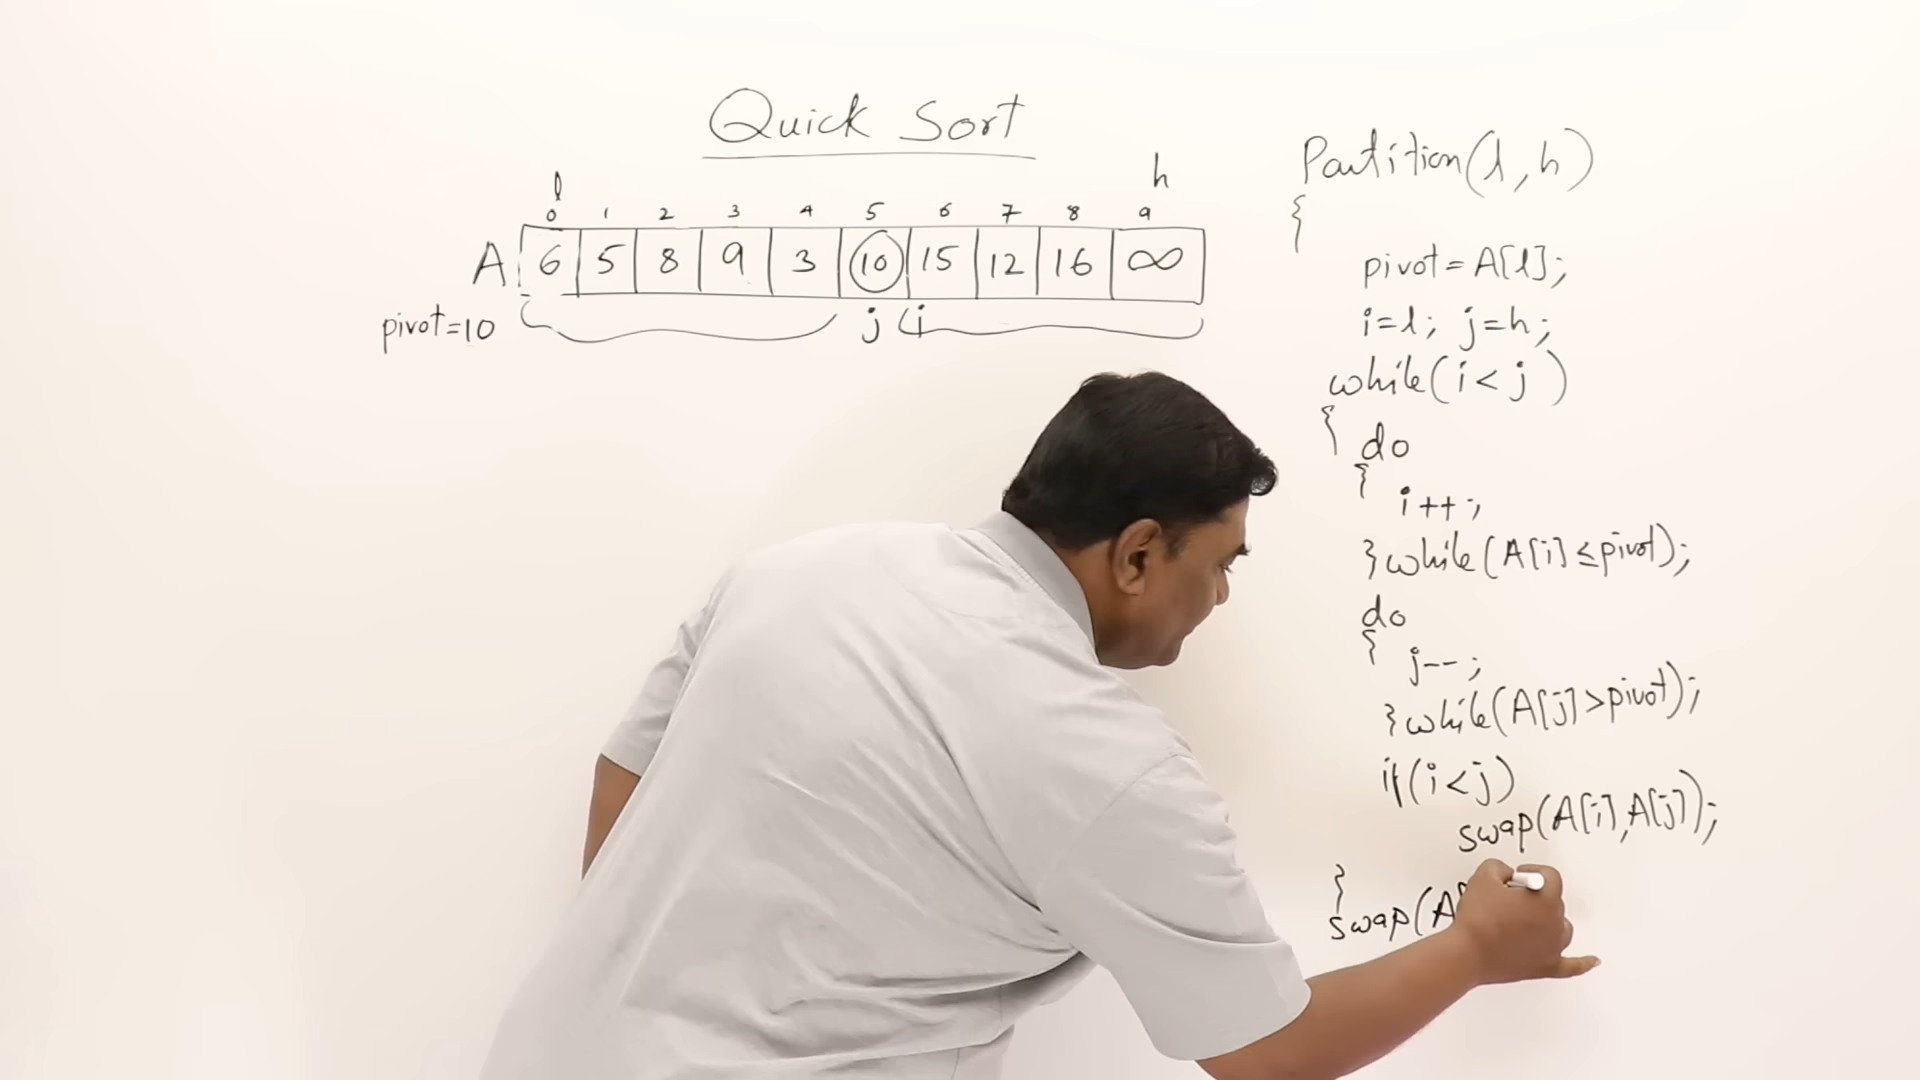 Quick Sort
l h
0 1 2 3 4 5 6 7 8 9
A 6 5 8 9 3 10 15 12 16 ∞
pivot=10 j i
Partition(l,h)
{
pivot=A[l];
i=l; j=h;
while(i<j)
{ do
{
i++;
}while(A[i]≤pivot);
do
{ j--;
}while(A[j]>pivot);
if(i<j)
swap(A[i],A[j]);
}
swap(A[